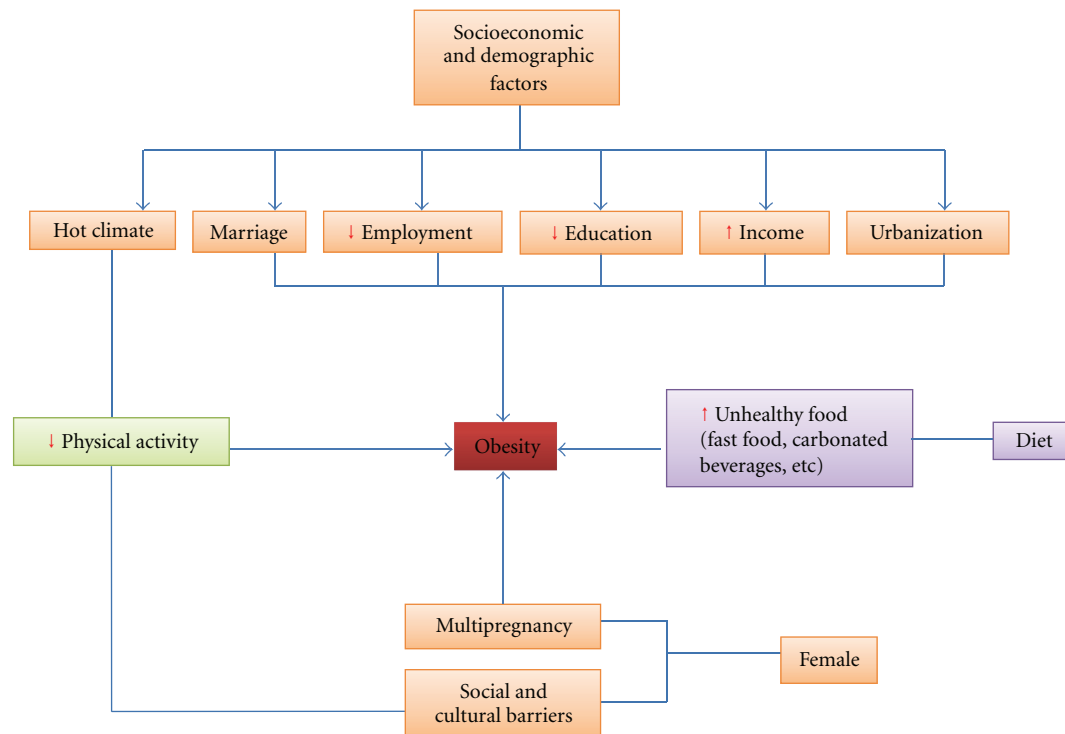 Socioeconomic
and demographic
factors
Hot climate
Marriage
↓ Employment
↓ Education
↑ Income
Urbanization
↓ Physical activity
Obesity
↑ Unhealthy food
(fast food, carbonated
beverages, etc)
Diet
Multipregnancy
Female
Social and
cultural barriers